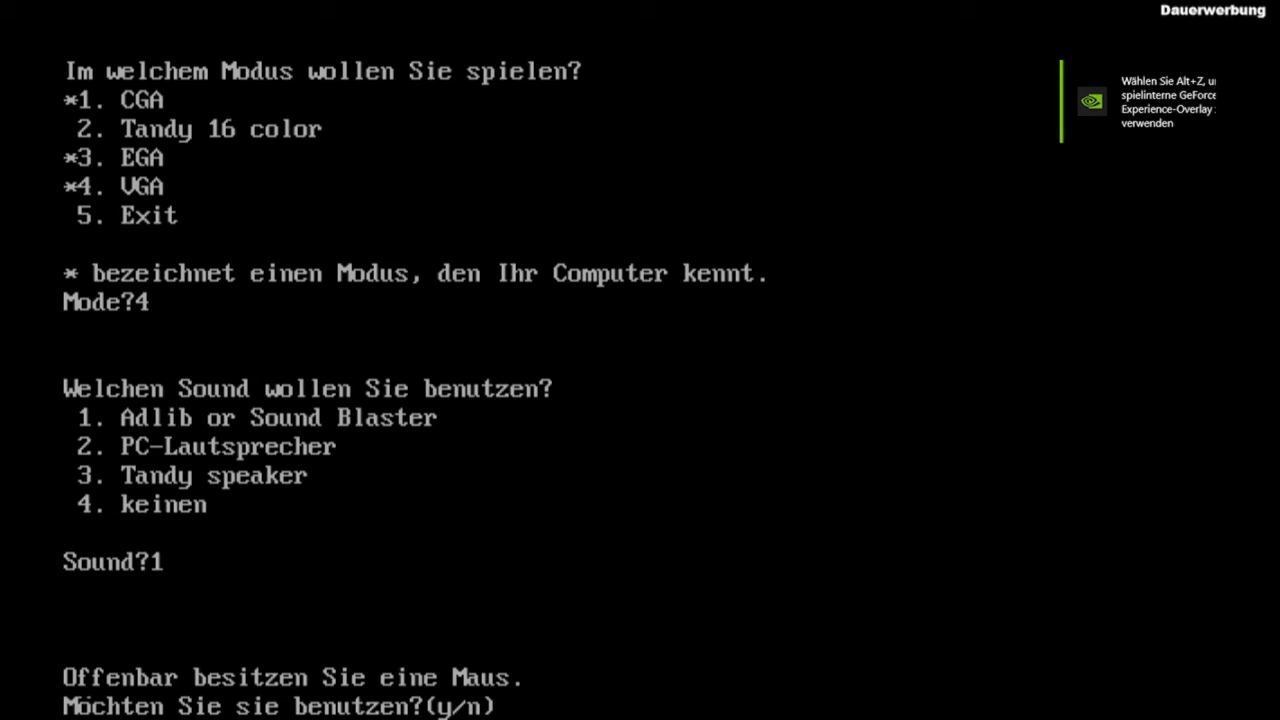 Dauerwerbung
Im welchem Modus wollen Sie spielen?
*1. CGA
2. Tandy 16 color
*3. EGA
*4. VGA
5. Exit
* bezeichnet einen Modus, den Ihr Computer kennt.
Mode?4
Welchen Sound wollen Sie benutzen?
1. Adlib or Sound Blaster
2. PC-Lautsprecher
3. Tandy speaker
4. keinen
Sound?1
Offenbar besitzen Sie eine Maus.
Möchten Sie sie benutzen?(y/n)
Wählen Sie Alt+Z,
spielinterne GeForce
Experience-Overlay
verwenden